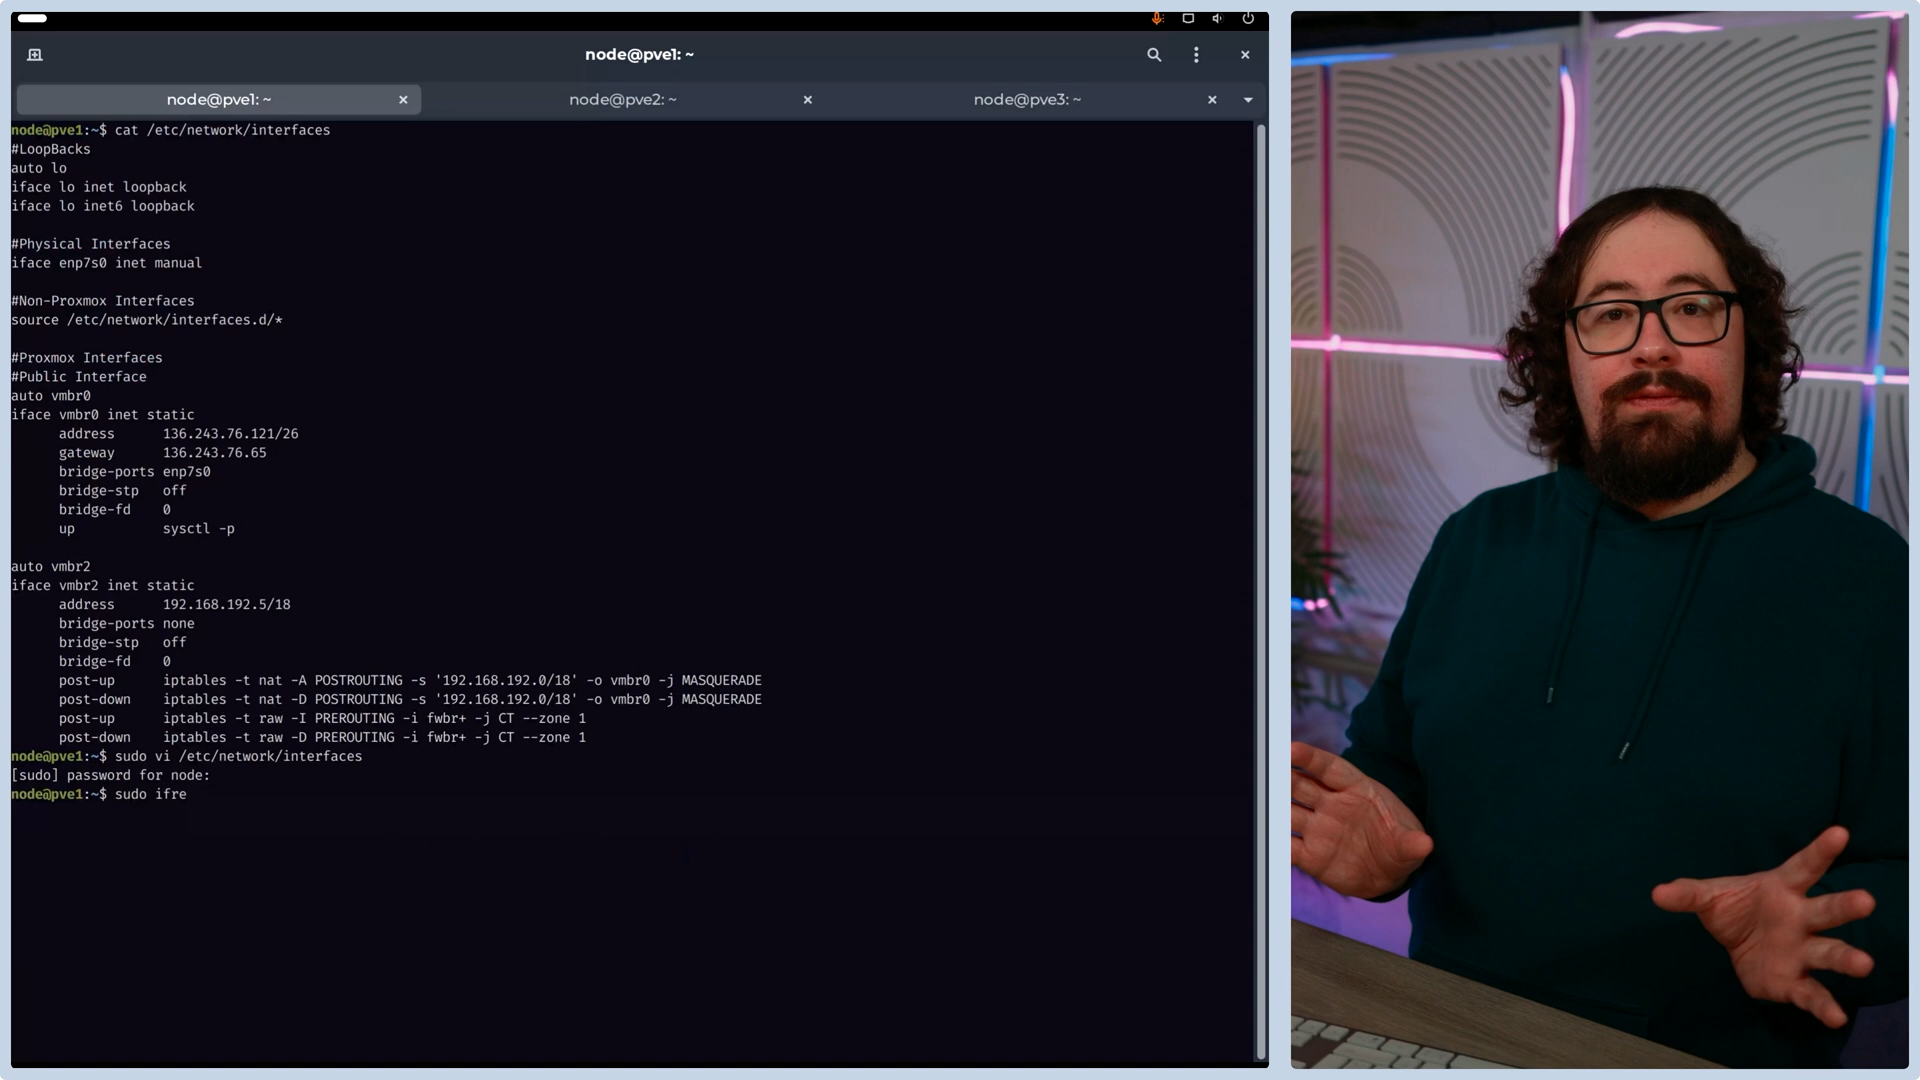 node@pve1: ~
node@pve1: ~
node@pve2: ~
node@pve3: ~
node@pve1:~$ cat /etc/network/interfaces
#LoopBacks
auto lo
iface lo inet loopback
iface lo inet6 loopback
#Physical Interfaces
iface enp7s0 inet manual
#Non-Proxmox Interfaces
source /etc/network/interfaces.d/*
#Proxmox Interfaces
#Public Interface
auto vmbr0
iface vmbr0 inet static
address 136.243.76.121/26
gateway 136.243.76.65
bridge-ports enp7s0
bridge-stp off
bridge-fd 0
up sysctl -p
auto vmbr2
iface vmbr2 inet static
address 192.168.192.5/18
bridge-ports none
bridge-stp off
bridge-fd 0
post-up iptables -t nat -A POSTROUTING -s '192.168.192.0/18' -o vmbr0 -j MASQUERADE
post-down iptables -t nat -D POSTROUTING -s '192.168.192.0/18' -o vmbr0 -j MASQUERADE
post-up iptables -t raw -I PREROUTING -i fwbr+ -j CT --zone 1
post-down iptables -t raw -D PREROUTING -i fwbr+ -j CT --zone 1
node@pve1:~$ sudo vi /etc/network/interfaces
[sudo] password for node:
node@pve1:~$ sudo ifre